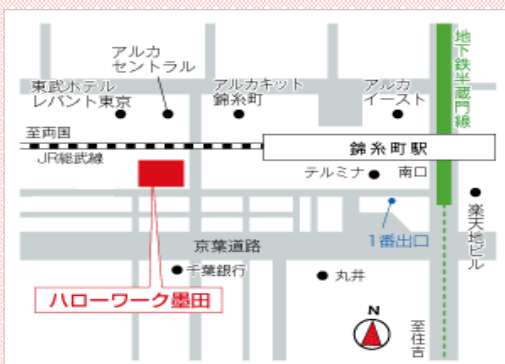 アルカ
セントラル
東武ホテル
レバント東京
アルカキット
錦糸町
アルカ
イースト
地下鉄半蔵門線
至両国
JR総武線
錦糸町駅
テルミナ
南口
1番出口
楽天地ビル
京葉道路
千葉銀行
丸井
ハローワーク墨田
N
至住吉